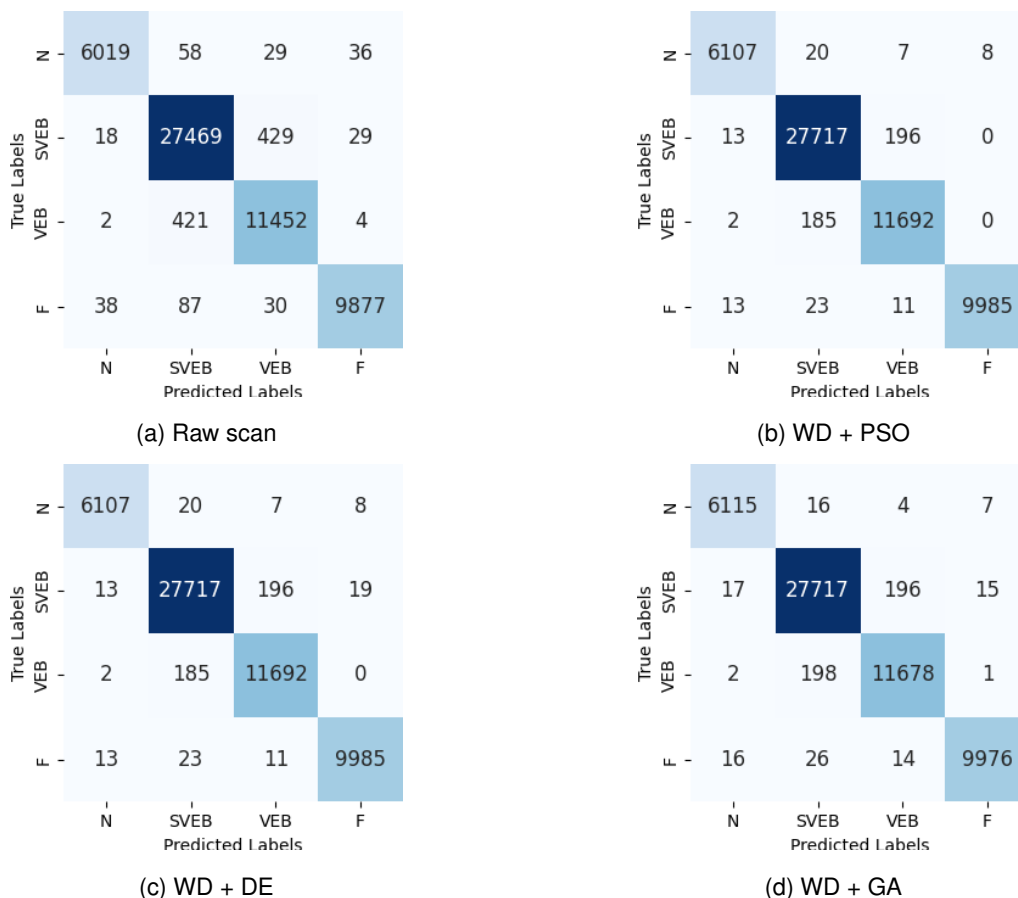 N 6019 58 29 36
SVEB 18 27469 429 29
VEB 2 421 11452 4
F 38 87 30 9877
True Labels
N SVEB VEB F
Predicted Labels
(a) Raw scan
N 6107 20 7 8
SVEB 13 27717 196 0
VEB 2 185 11692 0
F 13 23 11 9985
True Labels
N SVEB VEB F
Predicted Labels
(b) WD + PSO
N 6107 20 7 8
SVEB 13 27717 196 19
VEB 2 185 11692 0
F 13 23 11 9985
True Labels
N SVEB VEB F
Predicted Labels
(c) WD + DE
N 6115 16 4 7
SVEB 17 27717 196 15
VEB 2 198 11678 1
F 16 26 14 9976
True Labels
N SVEB VEB F
Predicted Labels
(d) WD + GA